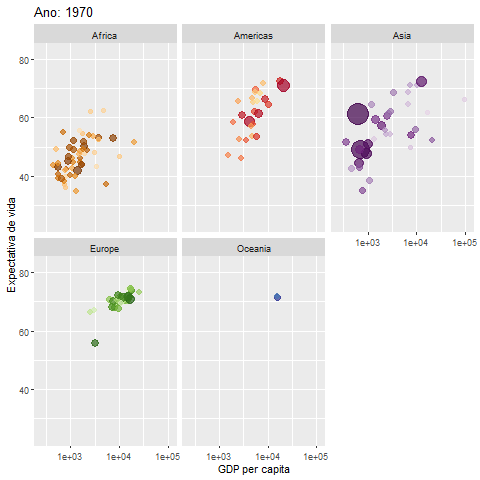 Ano: 1970
Africa
Americas
Asia
80
60
40
1e+03 1e+04 1e+05
Expectativa de vida
Europe
Oceania
80
60
40
1e+03 1e+04 1e+05
1e+03 1e+04 1e+05
GDP per capita